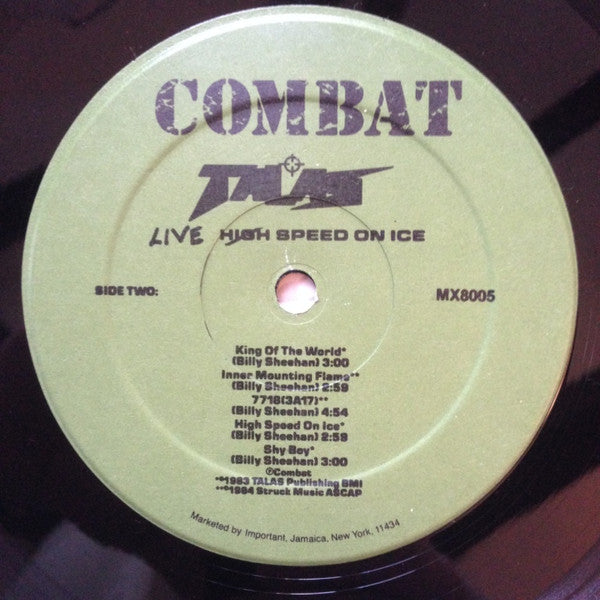 COMBAT
TALAS
LIVE HIGH SPEED ON ICE
SIDE TWO:
MX8005
King Of The World*
(Billy Sheehan) 3:00
Inner Mounting Flame**
(Billy Sheehan) 2:59
7718(3A17)**
(Billy Sheehan) 4:54
High Speed On Ice*
(Billy Sheehan) 2:59
Shy Boy*
(Billy Sheehan) 3:00
℗Combat
*©1983 TALAS Publishing BMI
**©1984 Struck Music ASCAP
Marketed by Important, Jamaica, New York, 11434